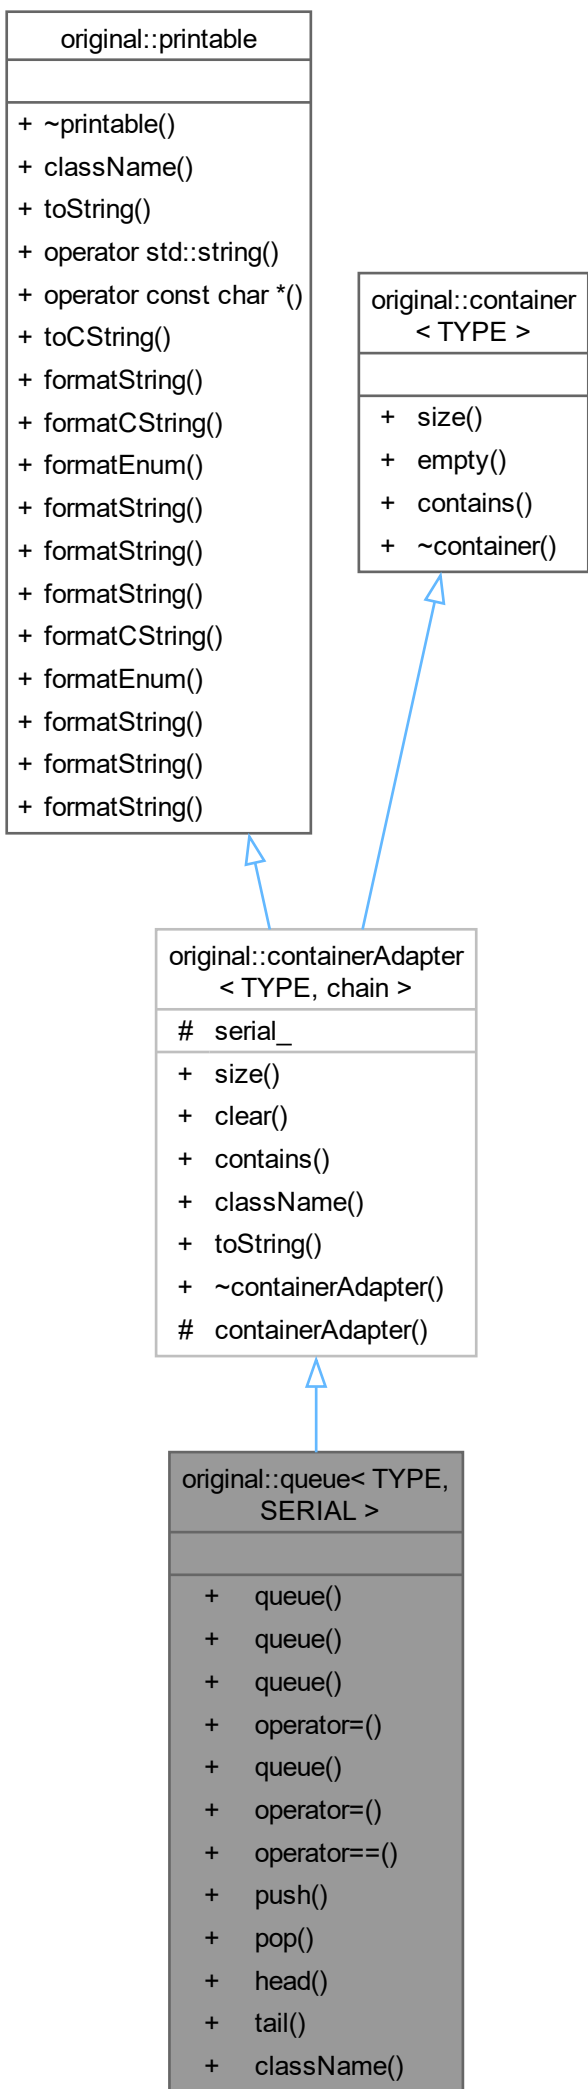 original::printable
+ ~printable()
+ className()
+ toString()
+ operator std::string()
+ operator const char *()
+ toCString()
+ formatString()
+ formatCString()
+ formatEnum()
+ formatString()
+ formatString()
+ formatString()
+ formatCString()
+ formatEnum()
+ formatString()
+ formatString()
+ formatString()
original::container
< TYPE >
+ size()
+ empty()
+ contains()
+ ~container()
original::containerAdapter
< TYPE, chain >
# serial_
+ size()
+ clear()
+ contains()
+ className()
+ toString()
+ ~containerAdapter()
# containerAdapter()
original::queue< TYPE,
SERIAL >
+ queue()
+ queue()
+ queue()
+ operator=()
+ queue()
+ operator=()
+ operator==()
+ push()
+ pop()
+ head()
+ tail()
+ className()